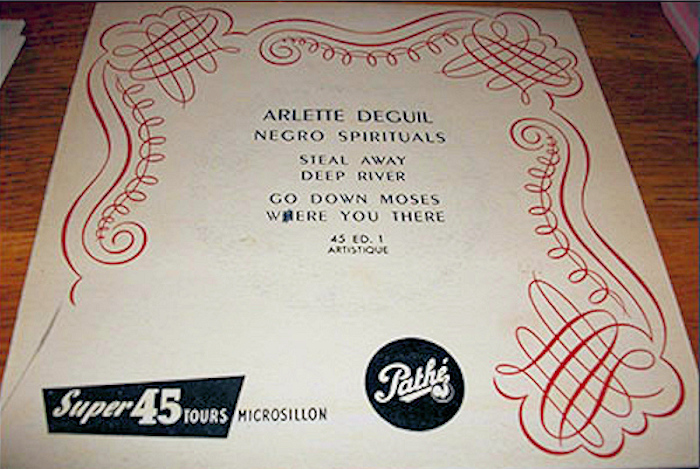 ARLETTE DEGUIL
NEGRO SPIRITUALS
STEAL AWAY
DEEP RIVER
GO DOWN MOSES
WHERE YOU THERE
45 ED. 1
ARTISTIQUE
Super 45 TOURS MICROSILLON
Pathé